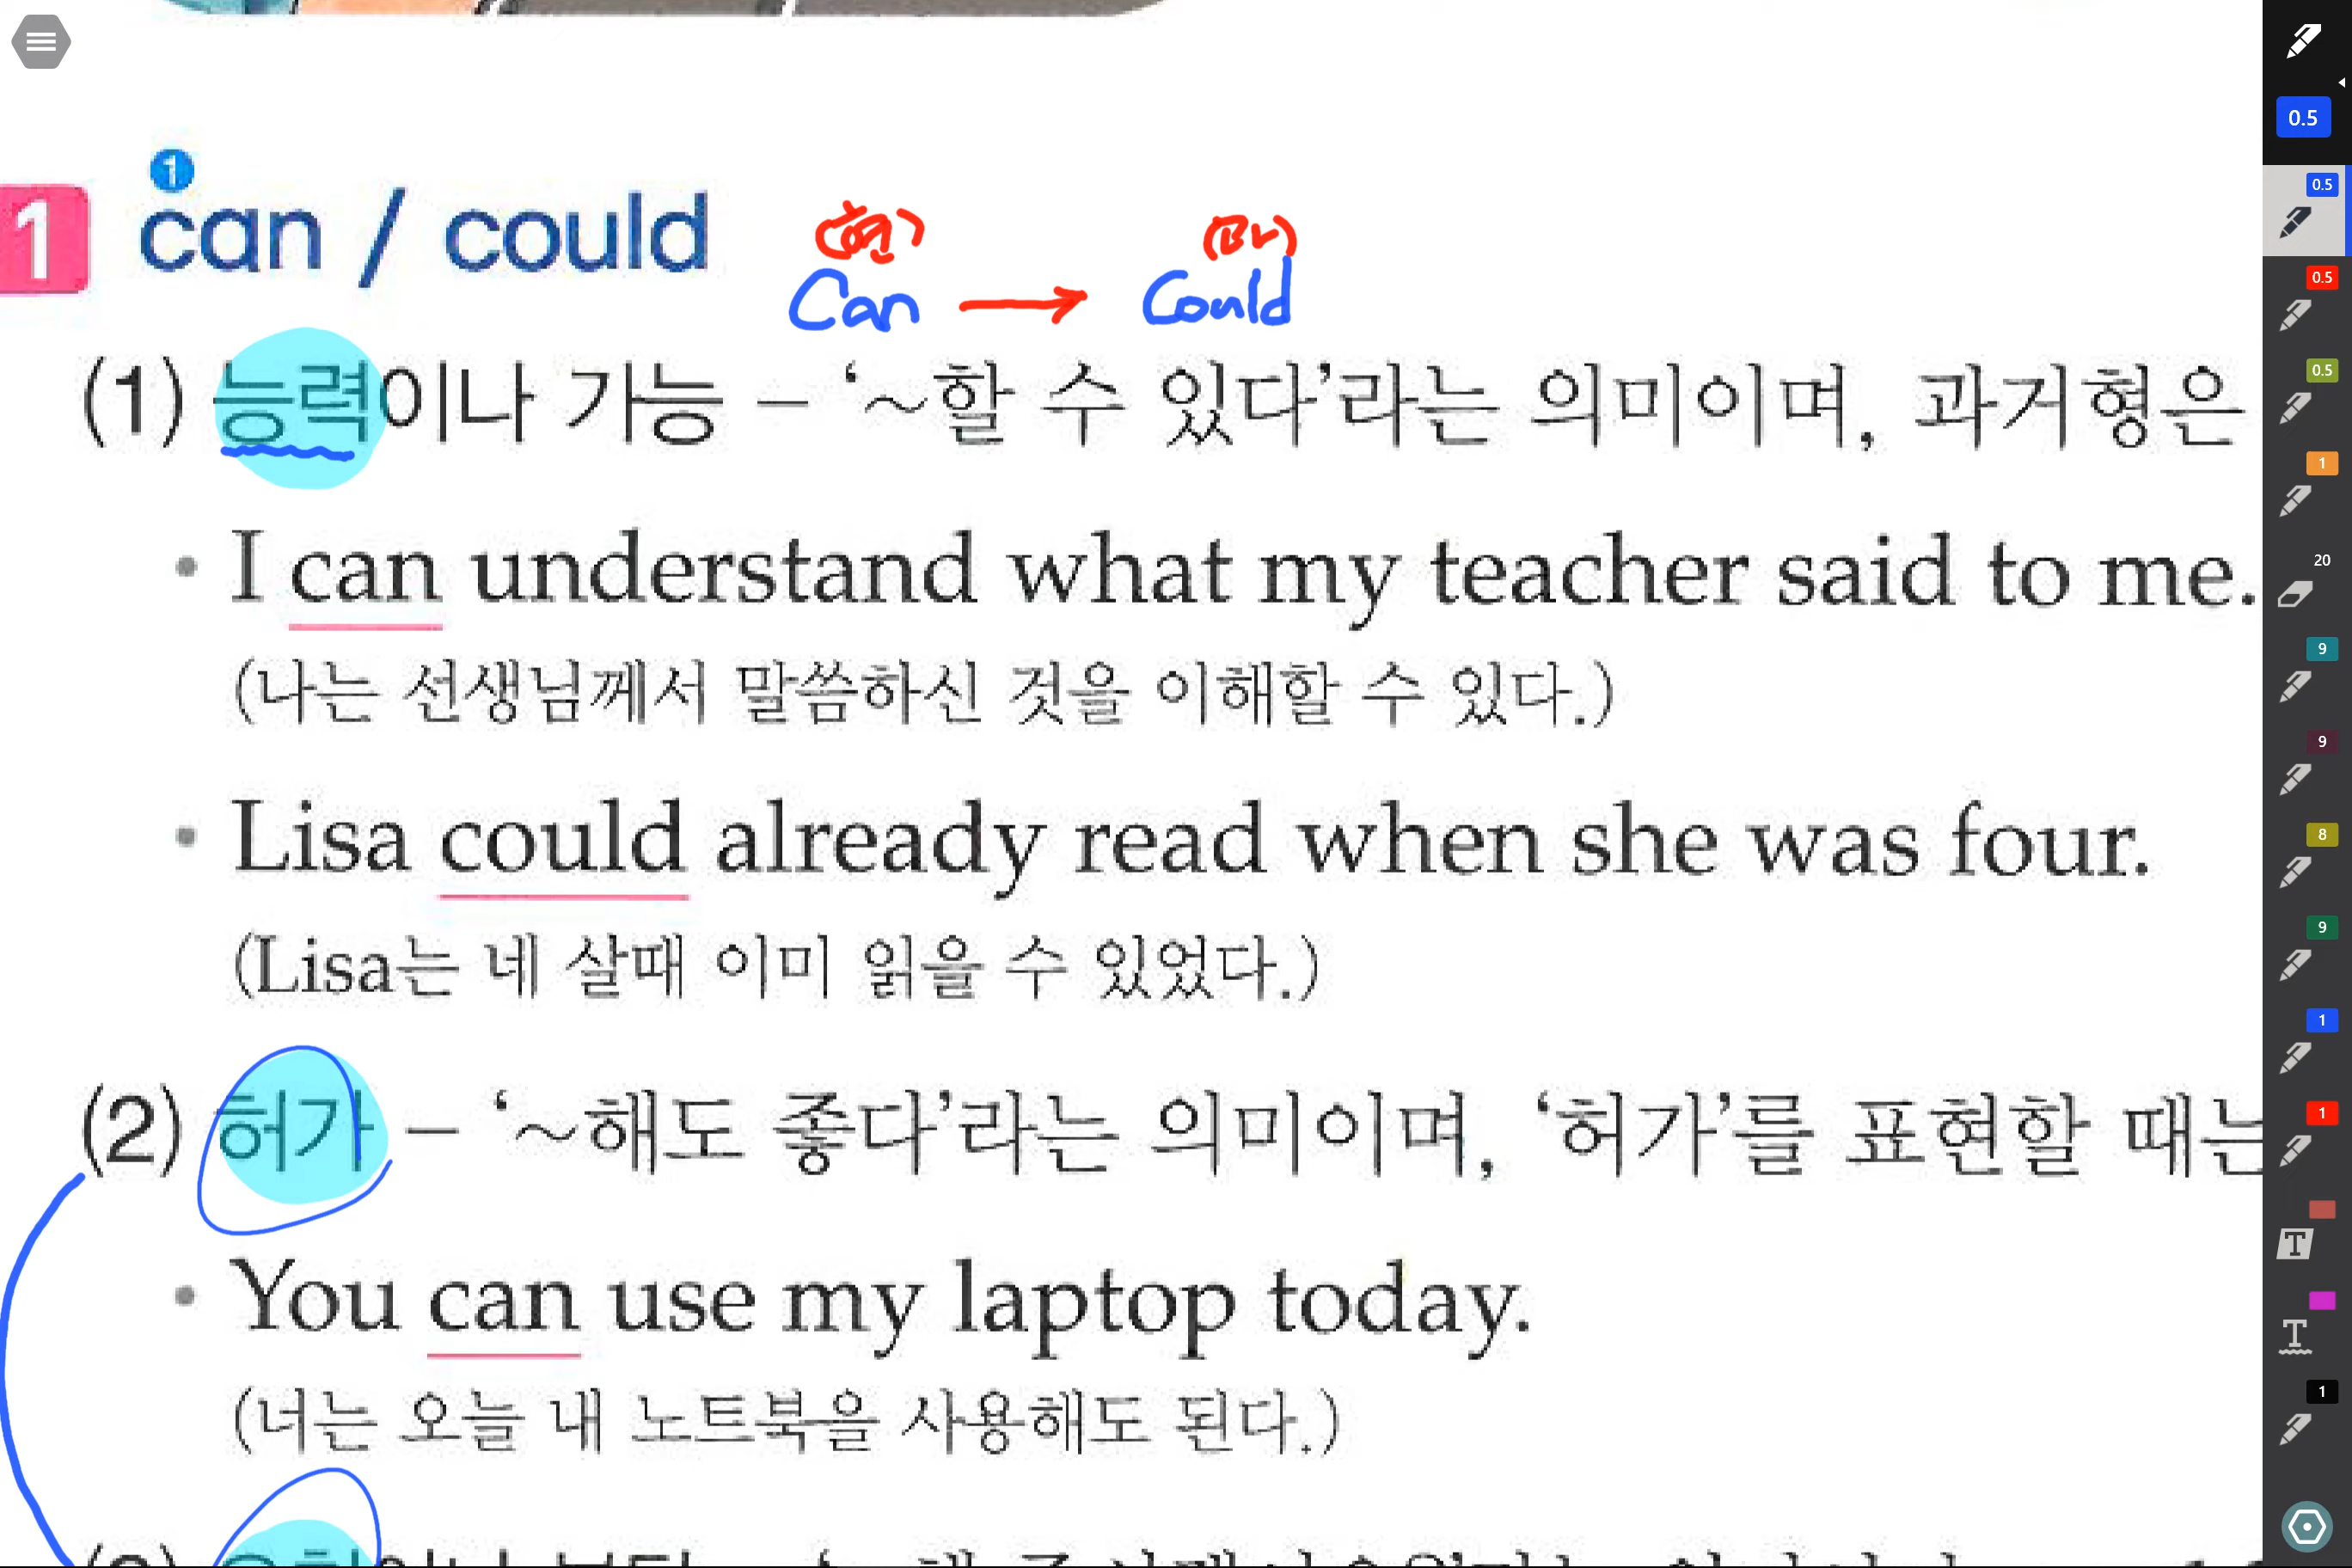 1
1 can / could
(현) (과)
Can → Could
(1) 능력이나 가능 – ‘~할 수 있다’라는 의미이며, 과거형은
• I can understand what my teacher said to me.
(나는 선생님께서 말씀하신 것을 이해할 수 있다.)
• Lisa could already read when she was four.
(Lisa는 네 살때 이미 읽을 수 있었다.)
(2) 허가 – ‘~해도 좋다’라는 의미이며, ‘허가’를 표현할 때는
• You can use my laptop today.
(너는 오늘 내 노트북을 사용해도 된다.)
0.5
0.5
0.5
0.5
1
20
9
9
8
9
1
1
T
T
1